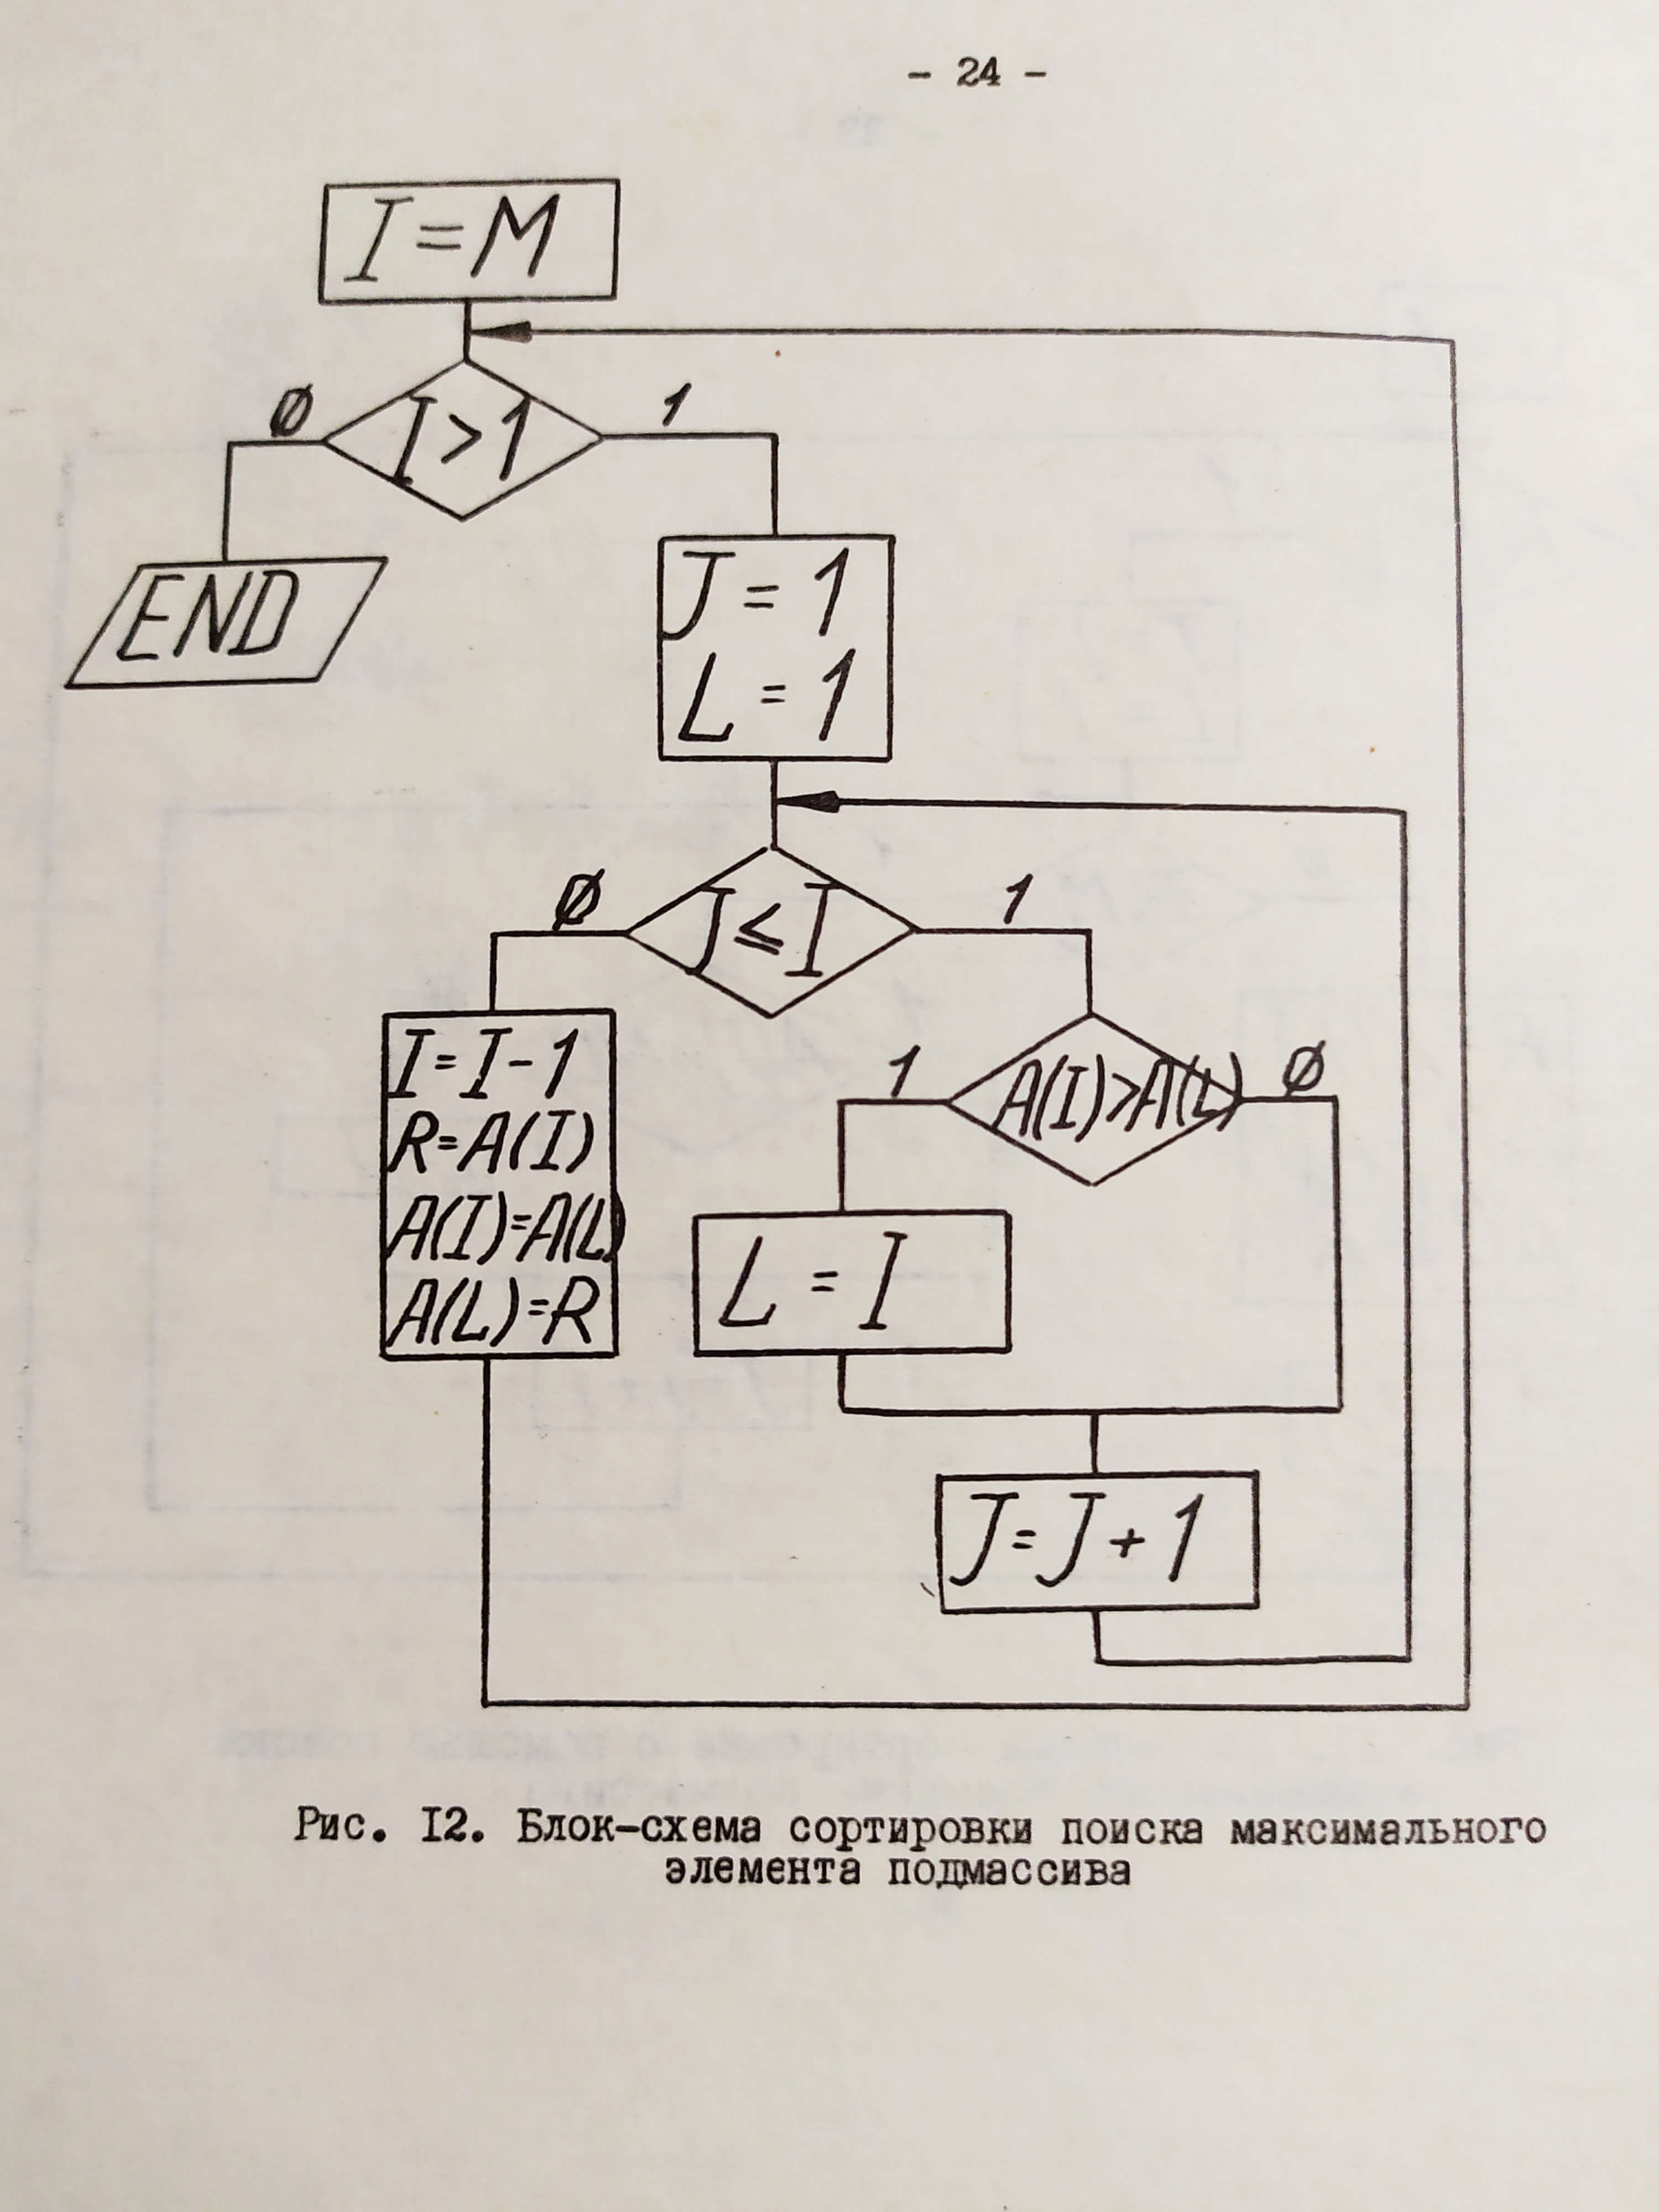 - 24 -
I = M
Ø
I > 1
1
END
J = 1
L = 1
Ø
J ≤ I
1
I = I - 1
R = A(I)
A(I) = A(L)
A(L) = R
1
A(I) > A(L)
Ø
L = I
J = J + 1
Рис. I2. Блок-схема сортировки поиска максимального
элемента подмассива